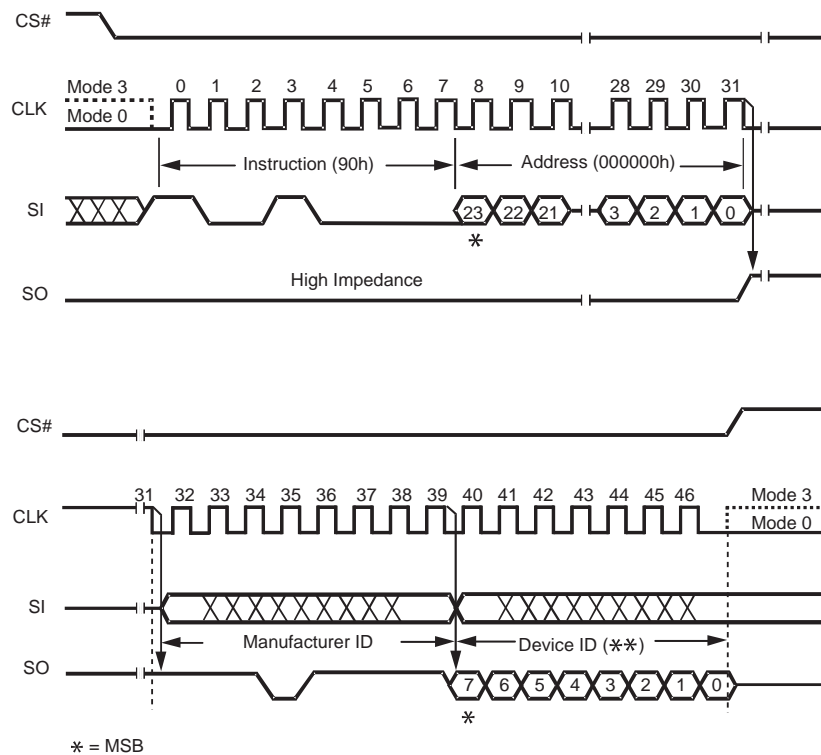 CS#
Mode 3
Mode 0
CLK
0 1 2 3 4 5 6 7 8 9 10 28 29 30 31
Instruction (90h)
Address (000000h)
SI
23 22 21 3 2 1 0
*
High Impedance
SO
CS#
31 32 33 34 35 36 37 38 39 40 41 42 43 44 45 46
Mode 3
CLK
Mode 0
SI
Manufacturer ID
Device ID (**)
SO
7 6 5 4 3 2 1 0
*
* = MSB